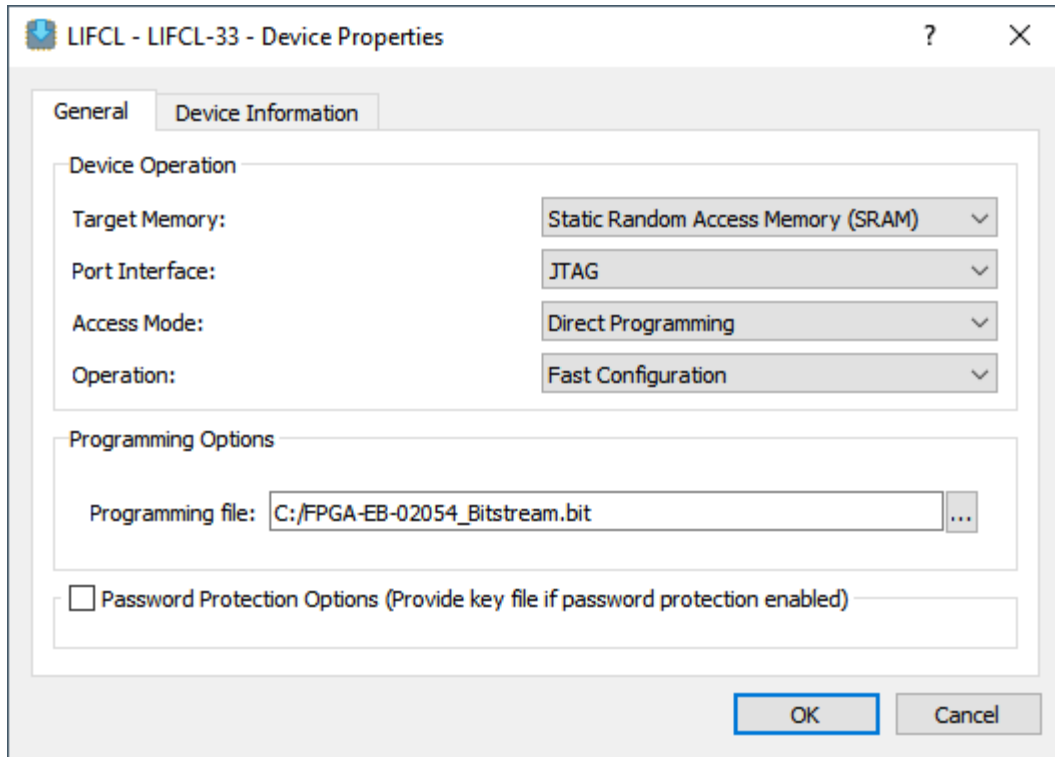 LIFCL - LIFCL-33 - Device Properties ?
General Device Information
Device Operation
Target Memory: Static Random Access Memory (SRAM)
Port Interface: JTAG
Access Mode: Direct Programming
Operation: Fast Configuration
Programming Options
Programming file: C:/FPGA-EB-02054_Bitstream.bit ...
Password Protection Options (Provide key file if password protection enabled)
OK Cancel